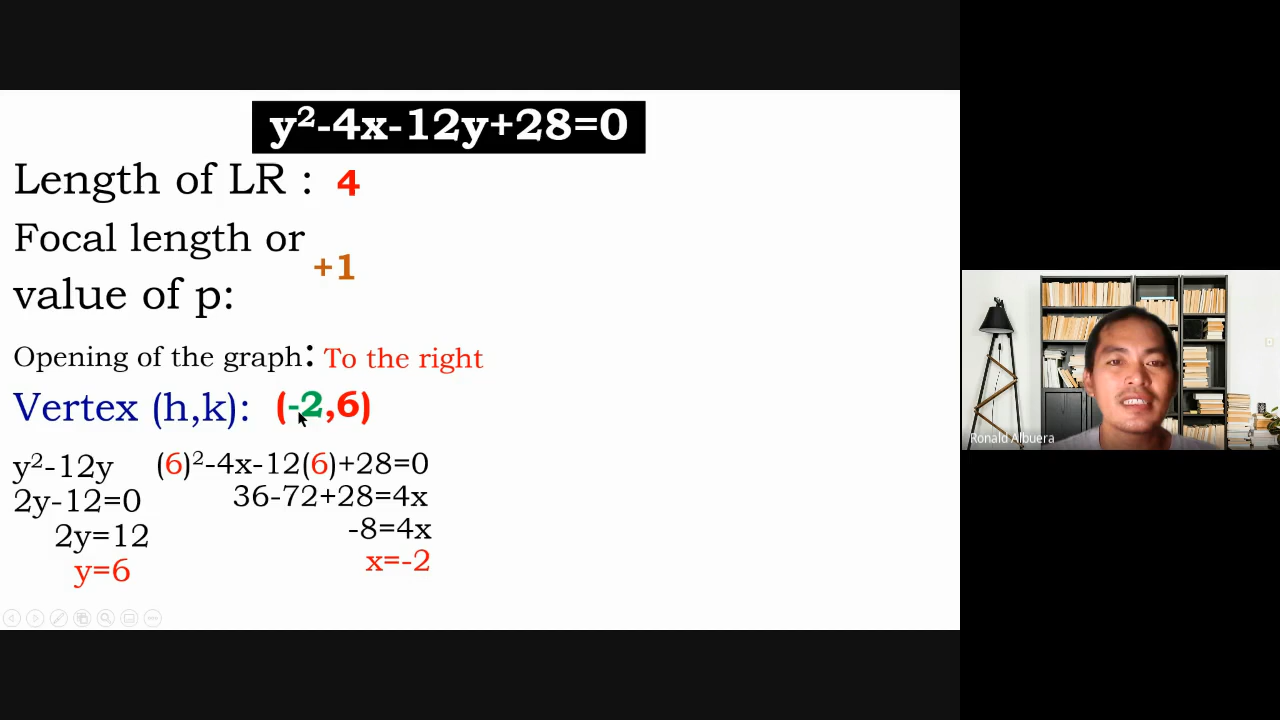 y²-4x-12y+28=0
Length of LR : 4
Focal length or
value of p: +1
Opening of the graph: To the right
Vertex (h,k): (-2,6)
y²-12y
2y-12=0
2y=12
y=6
(6)²-4x-12(6)+28=0
36-72+28=4x
-8=4x
x=-2
Ronald Albuera